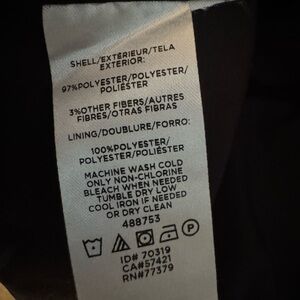 SHELL/EXTÉRIEUR/TELA
EXTERIOR:
97%POLYESTER/POLYESTER/
POLIÉSTER
3%OTHER FIBERS/AUTRES
FIBRES/OTRAS FIBRAS
LINING/DOUBLURE/FORRO:
100%POLYESTER/
POLYESTER/POLIÉSTER
MACHINE WASH COLD
ONLY NON-CHLORINE
BLEACH WHEN NEEDED
TUMBLE DRY LOW
COOL IRON IF NEEDED
OR DRY CLEAN
488753
P
ID# 70319
CA#57421
RN#77379